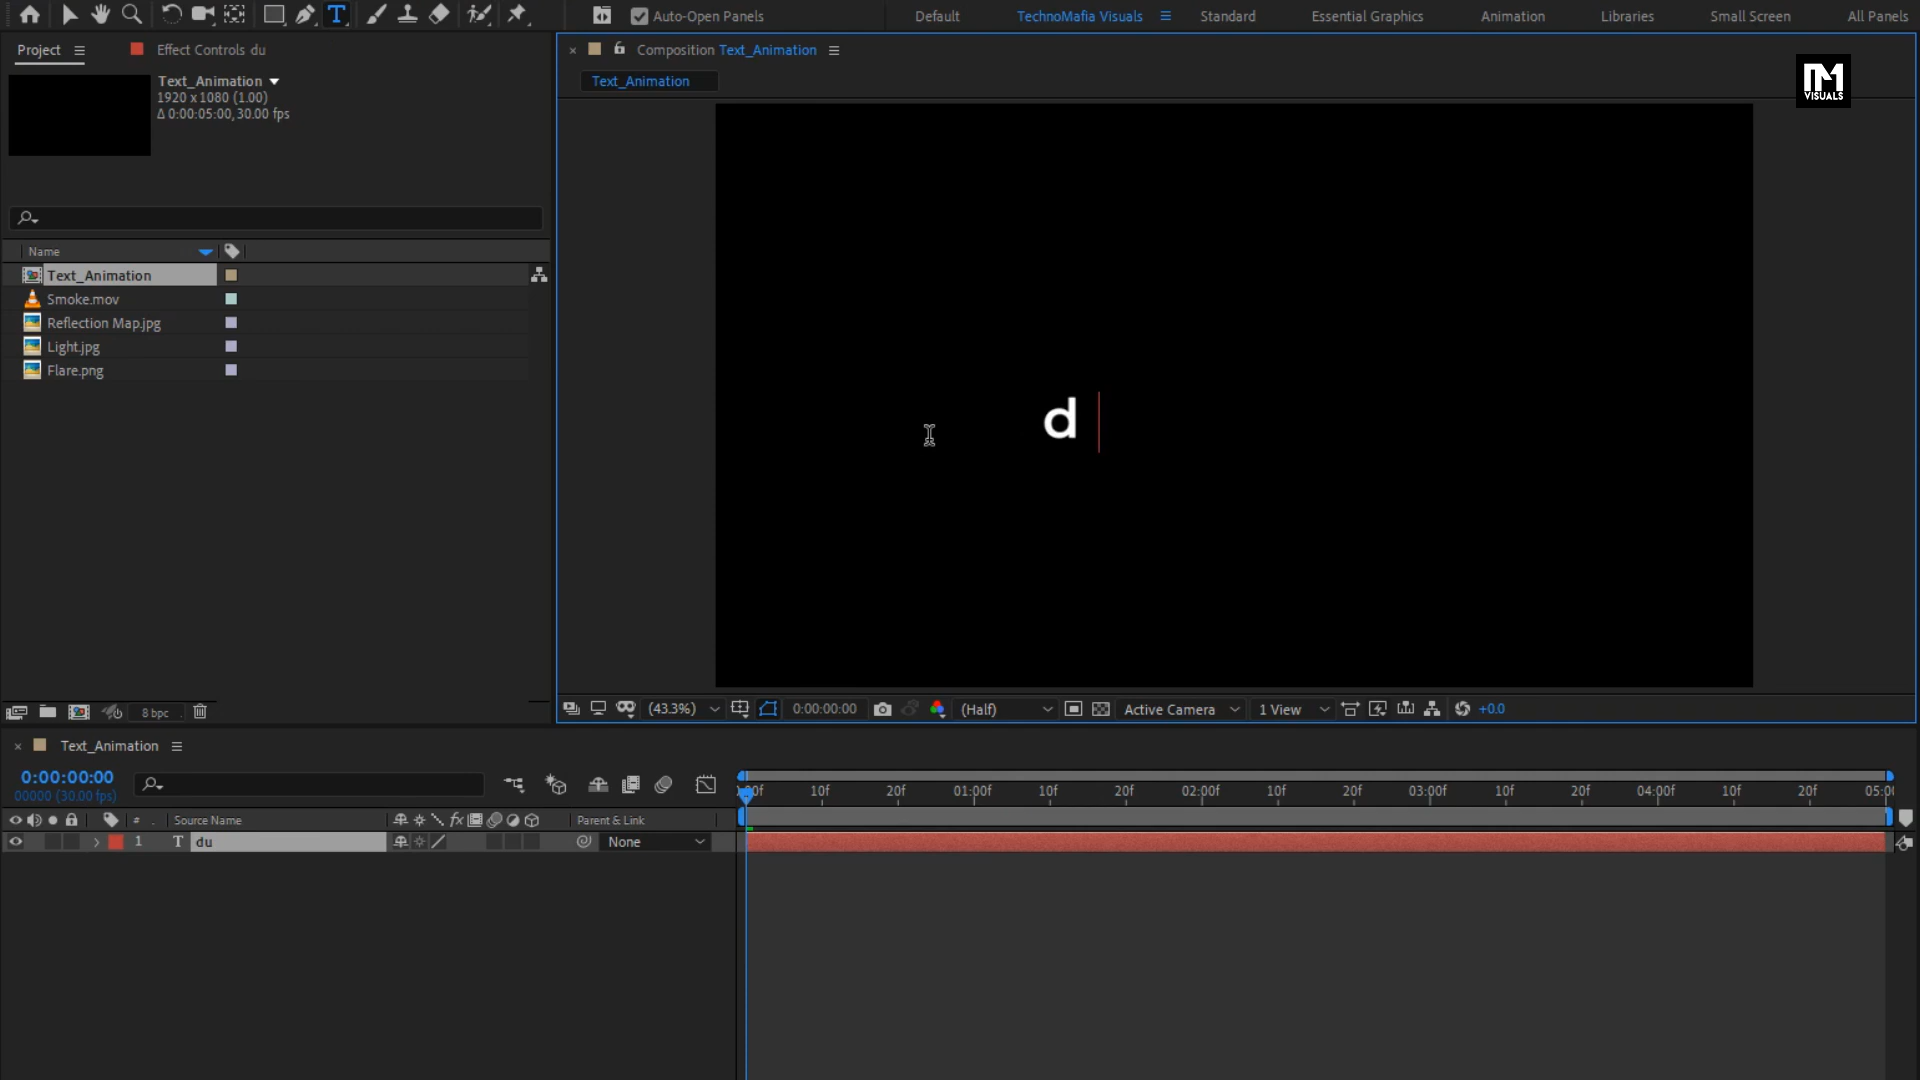 Auto-Open Panels
Default
TechnoMafia Visuals
Standard
Essential Graphics
Animation
Libraries
Small Screen
All Panels
Project
Effect Controls du
Composition Text_Animation
Text_Animation
1920 x 1080 (1.00)
Δ 0:00:05:00, 30.00 fps
Text_Animation
VISUALS
Name
Text_Animation
Smoke.mov
Reflection Map.jpg
Light.jpg
Flare.png
d
8 bpc
(43.3%)
0:00:00:00
(Half)
Active Camera
1 View
+0.0
Text_Animation
0:00:00:00
00000 (30.00 fps)
10f
20f
01:00f
10f
20f
02:00f
10f
20f
03:00f
10f
20f
04:00f
10f
20f
#
Source Name
fx
Parent & Link
1
T
du
None